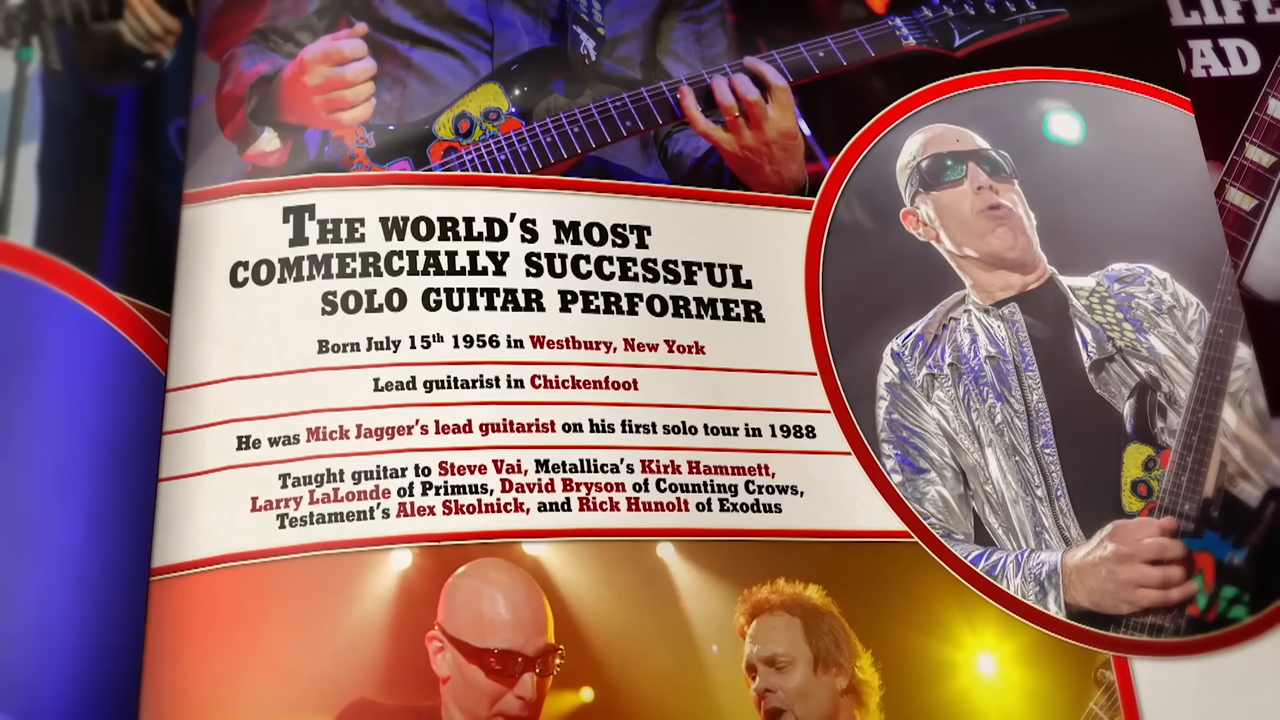 LIFE
OAD
THE WORLD'S MOST
COMMERCIALLY SUCCESSFUL
SOLO GUITAR PERFORMER
Born July 15th 1956 in Westbury, New York
Lead guitarist in Chickenfoot
He was Mick Jagger's lead guitarist on his first solo tour in 1988
Taught guitar to Steve Vai, Metallica's Kirk Hammett,
Larry LaLonde of Primus, David Bryson of Counting Crows,
Testament's Alex Skolnick, and Rick Hunolt of Exodus